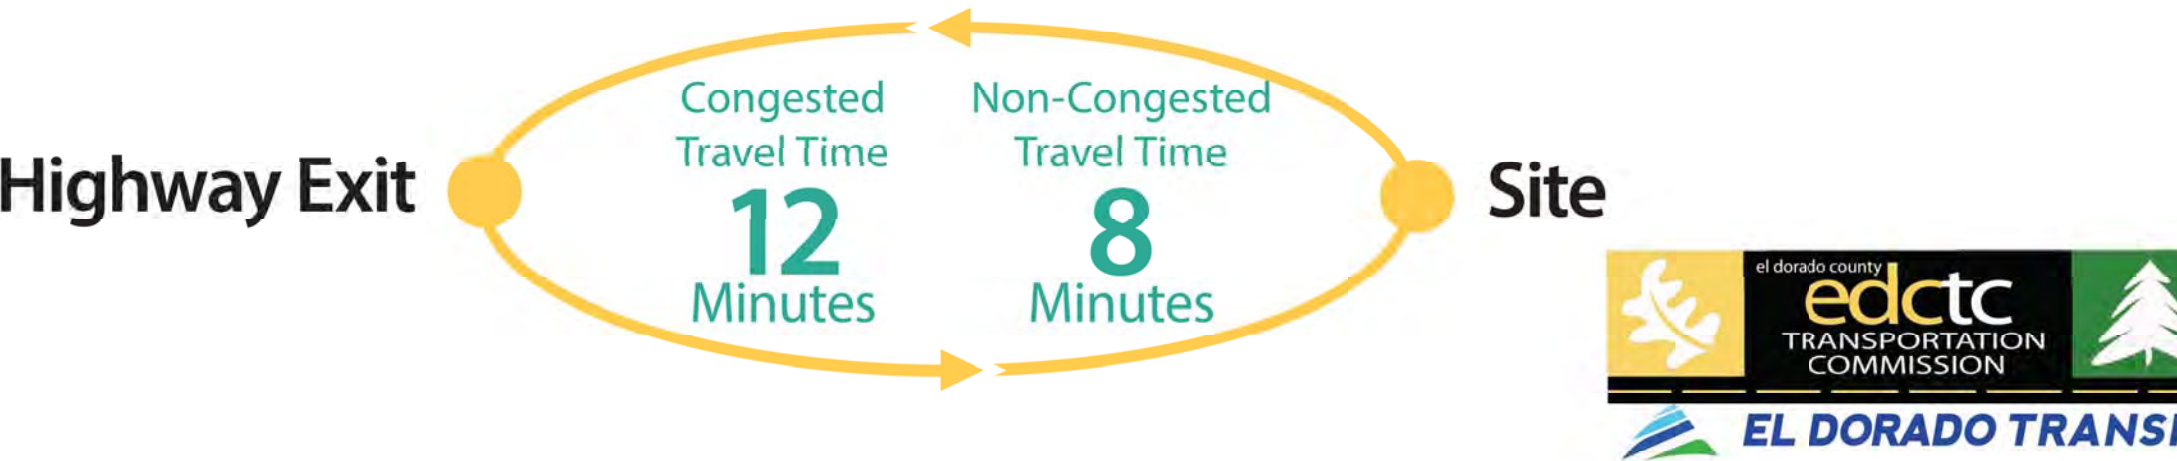 Congested
Travel Time
12
Minutes
Non-Congested
Travel Time
8
Minutes
Highway Exit
Site
el dorado county
edctc
TRANSPORTATION
COMMISSION
EL DORADO